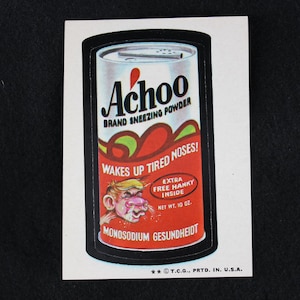 Achoo
BRAND SNEEZING POWDER
WAKES UP TIRED NOSES!
EXTRA
FREE HANKY
INSIDE
NET WT. 10 OZ.
MONOSODIUM GESUNDHEIDT
★★ © T.C.G., PRTD. IN U.S.A.